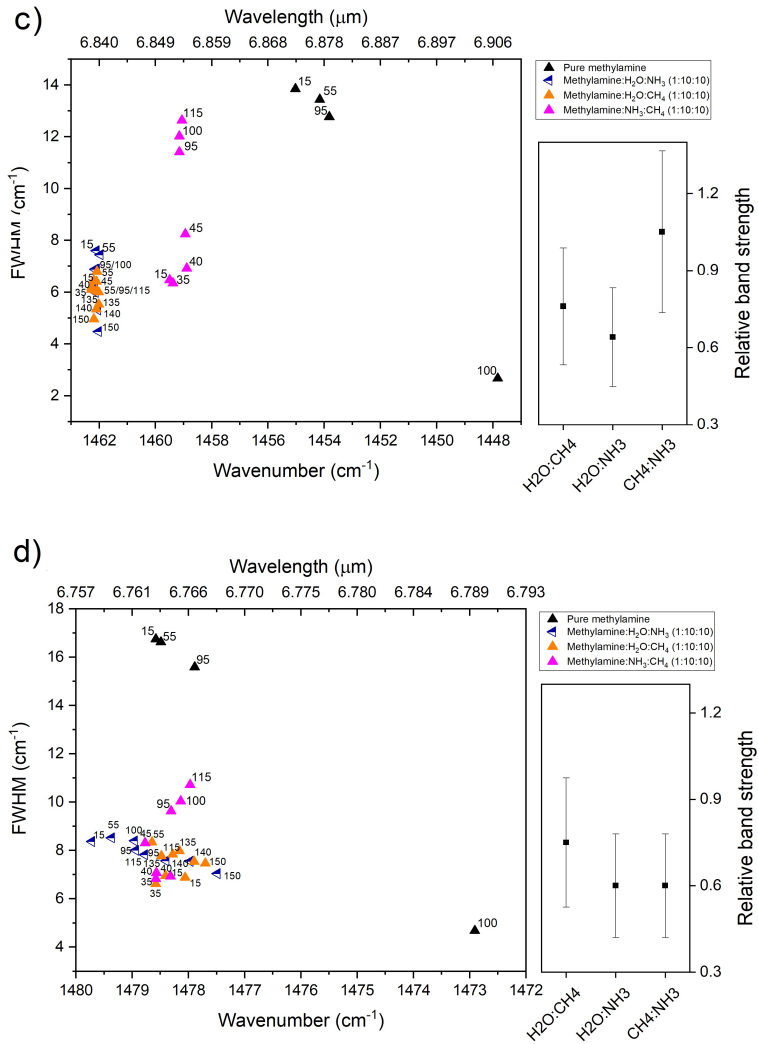 c)
Wavelength (μm)
6.840 6.849 6.859 6.868 6.878 6.887 6.897 6.906
FWHM (cm-1)
14
12
10
8
6
4
2
15
55
95
115
100
95
45
40
15
35
100
15 55
95/100
55
15
45
40
35 55/95/115
135 135
140 140
150 150
1462 1460 1458 1456 1454 1452 1450 1448
Wavenumber (cm-1)
Pure methylamine
Methylamine:H2O:NH3 (1:10:10)
Methylamine:H2O:CH4 (1:10:10)
Methylamine:NH3:CH4 (1:10:10)
1.2
0.9
0.6
0.3
Relative band strength
H2O:CH4
H2O:NH3
CH4:NH3
d)
Wavelength (μm)
6.757 6.761 6.766 6.770 6.775 6.780 6.784 6.789 6.793
FWHM (cm-1)
18
16
14
12
10
8
6
4
15 55
95
115
100
95
15 55 100 45 55
95 95 115 135
115 135 140 140 150
40 40 15 150
35 15
35
100
1480 1479 1478 1477 1476 1475 1474 1473 1472
Wavenumber (cm-1)
Pure methylamine
Methylamine:H2O:NH3 (1:10:10)
Methylamine:H2O:CH4 (1:10:10)
Methylamine:NH3:CH4 (1:10:10)
1.2
0.9
0.6
0.3
Relative band strength
H2O:CH4
H2O:NH3
CH4:NH3